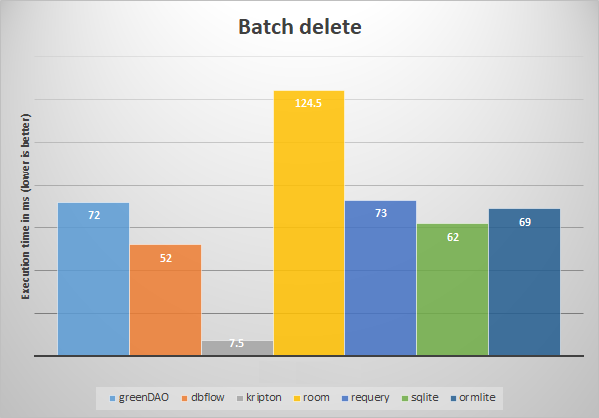 Batch delete
Execution time in ms (lower is better)
72
52
7.5
124.5
73
62
69
greenDAO dbflow kripton room requery sqlite ormlite